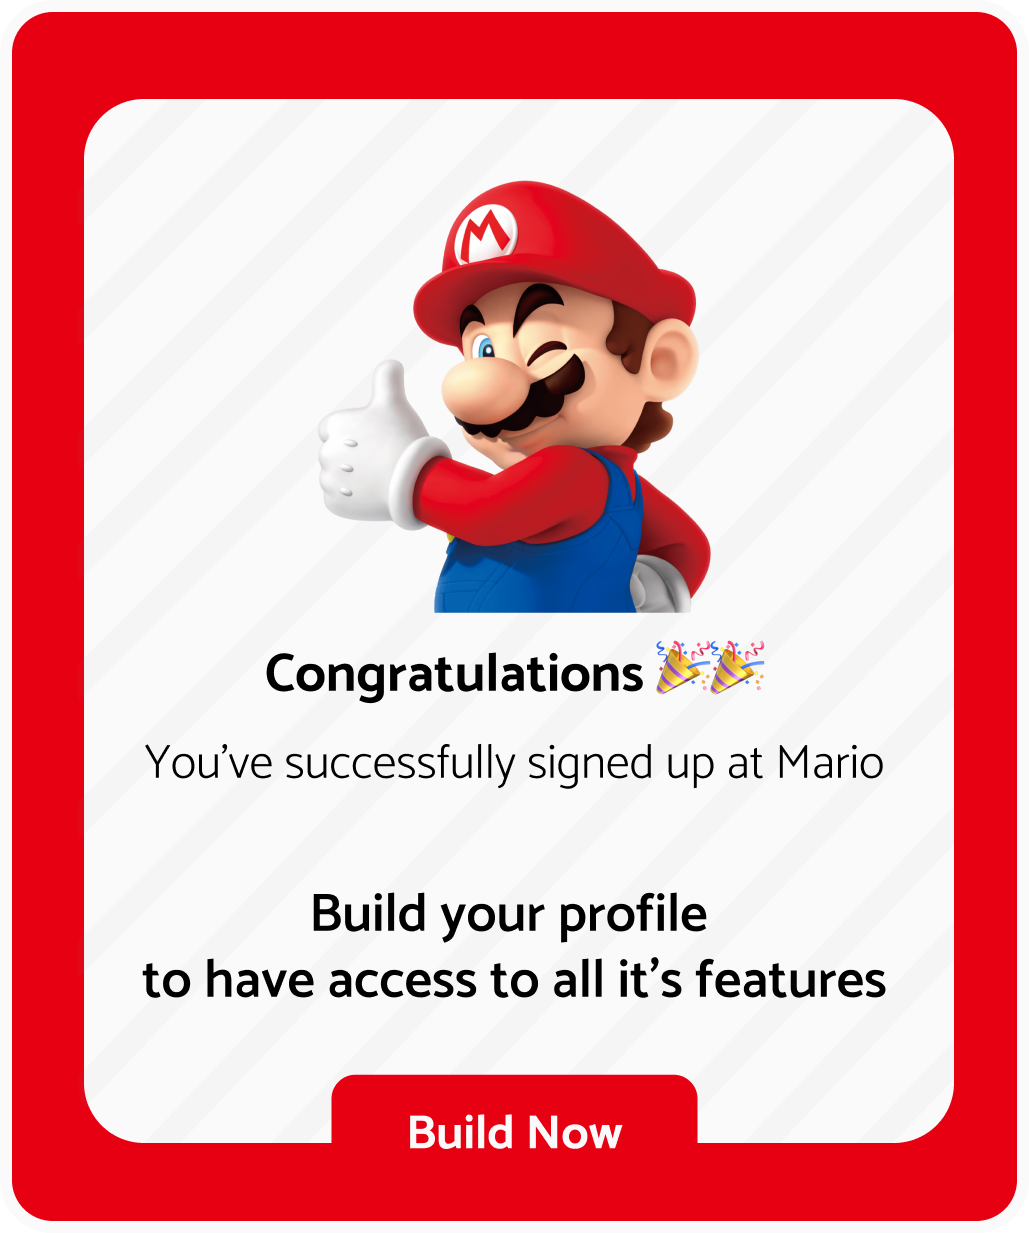 M
Congratulations 🎉🎉
You’ve successfully signed up at Mario
Build your profile
to have access to all it’s features
Build Now